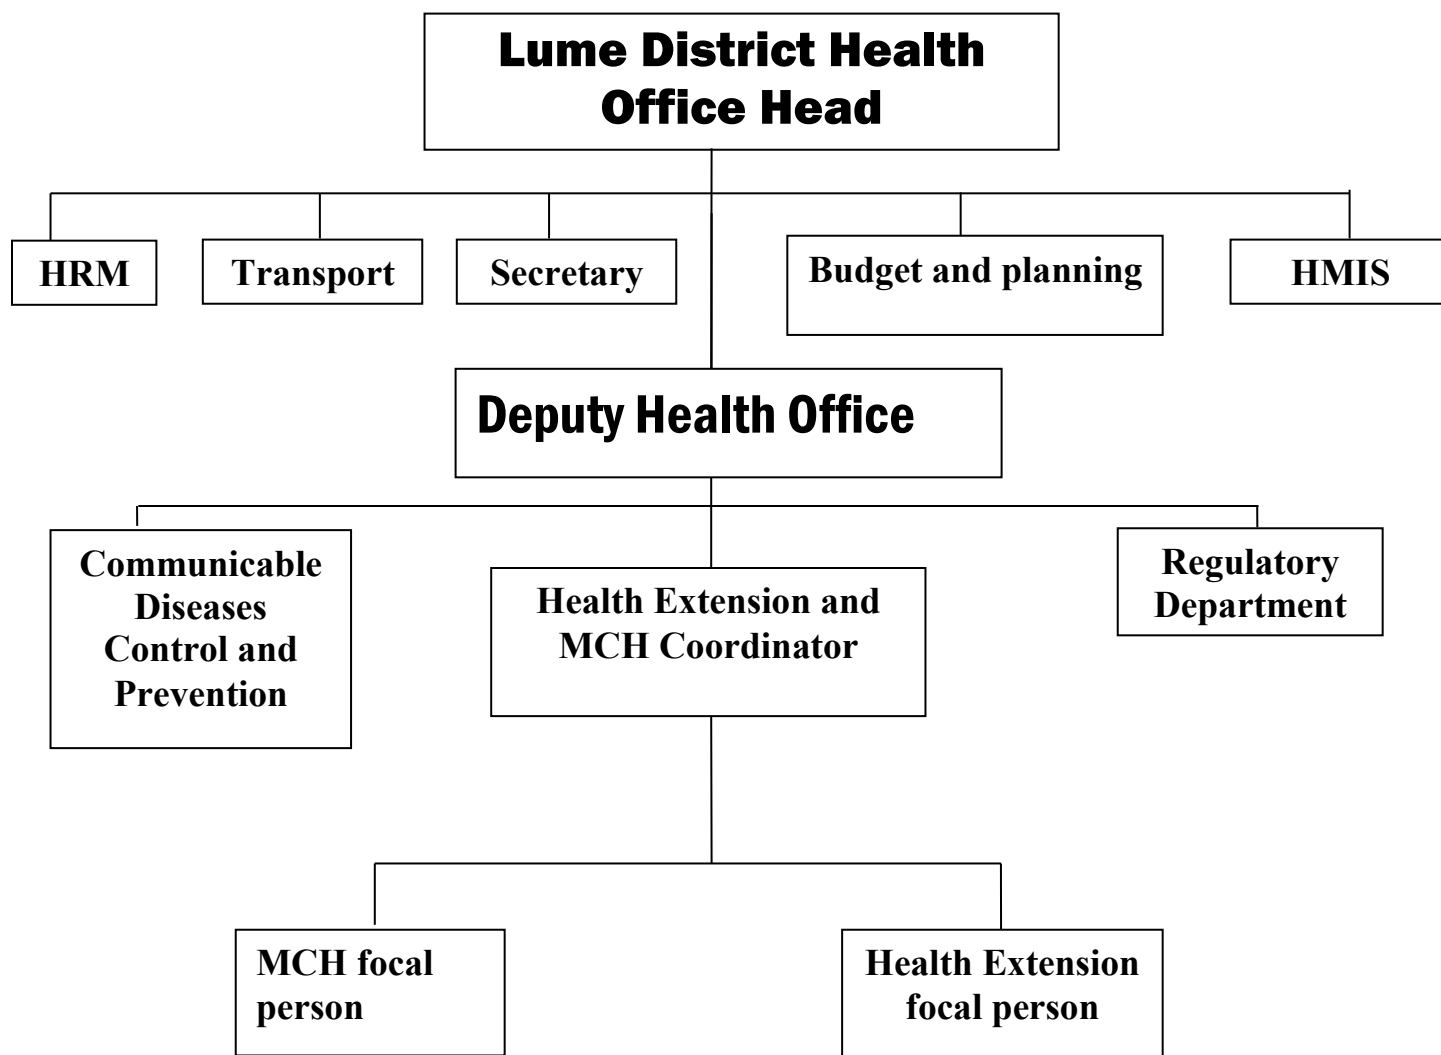 Lume District Health
Office Head
HRM
Transport
Secretary
Budget and planning
HMIS
Deputy Health Office
Communicable
Diseases
Control and
Prevention
Health Extension and
MCH Coordinator
Regulatory
Department
MCH focal
person
Health Extension
focal person